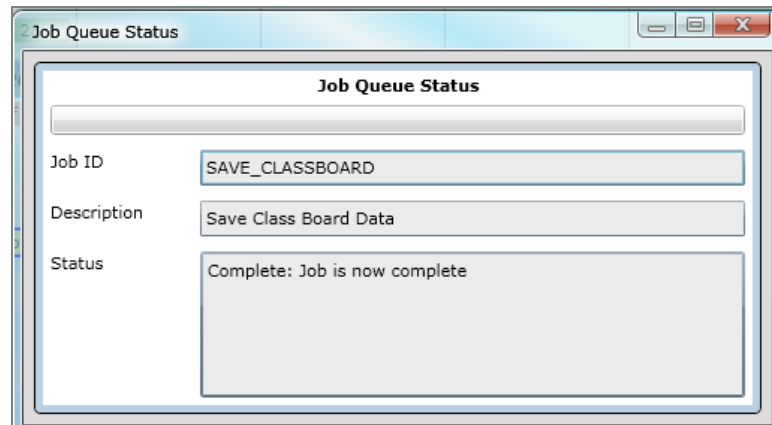 Job Queue Status
Job Queue Status
Job ID
SAVE_CLASSBOARD
Description
Save Class Board Data
Status
Complete: Job is now complete